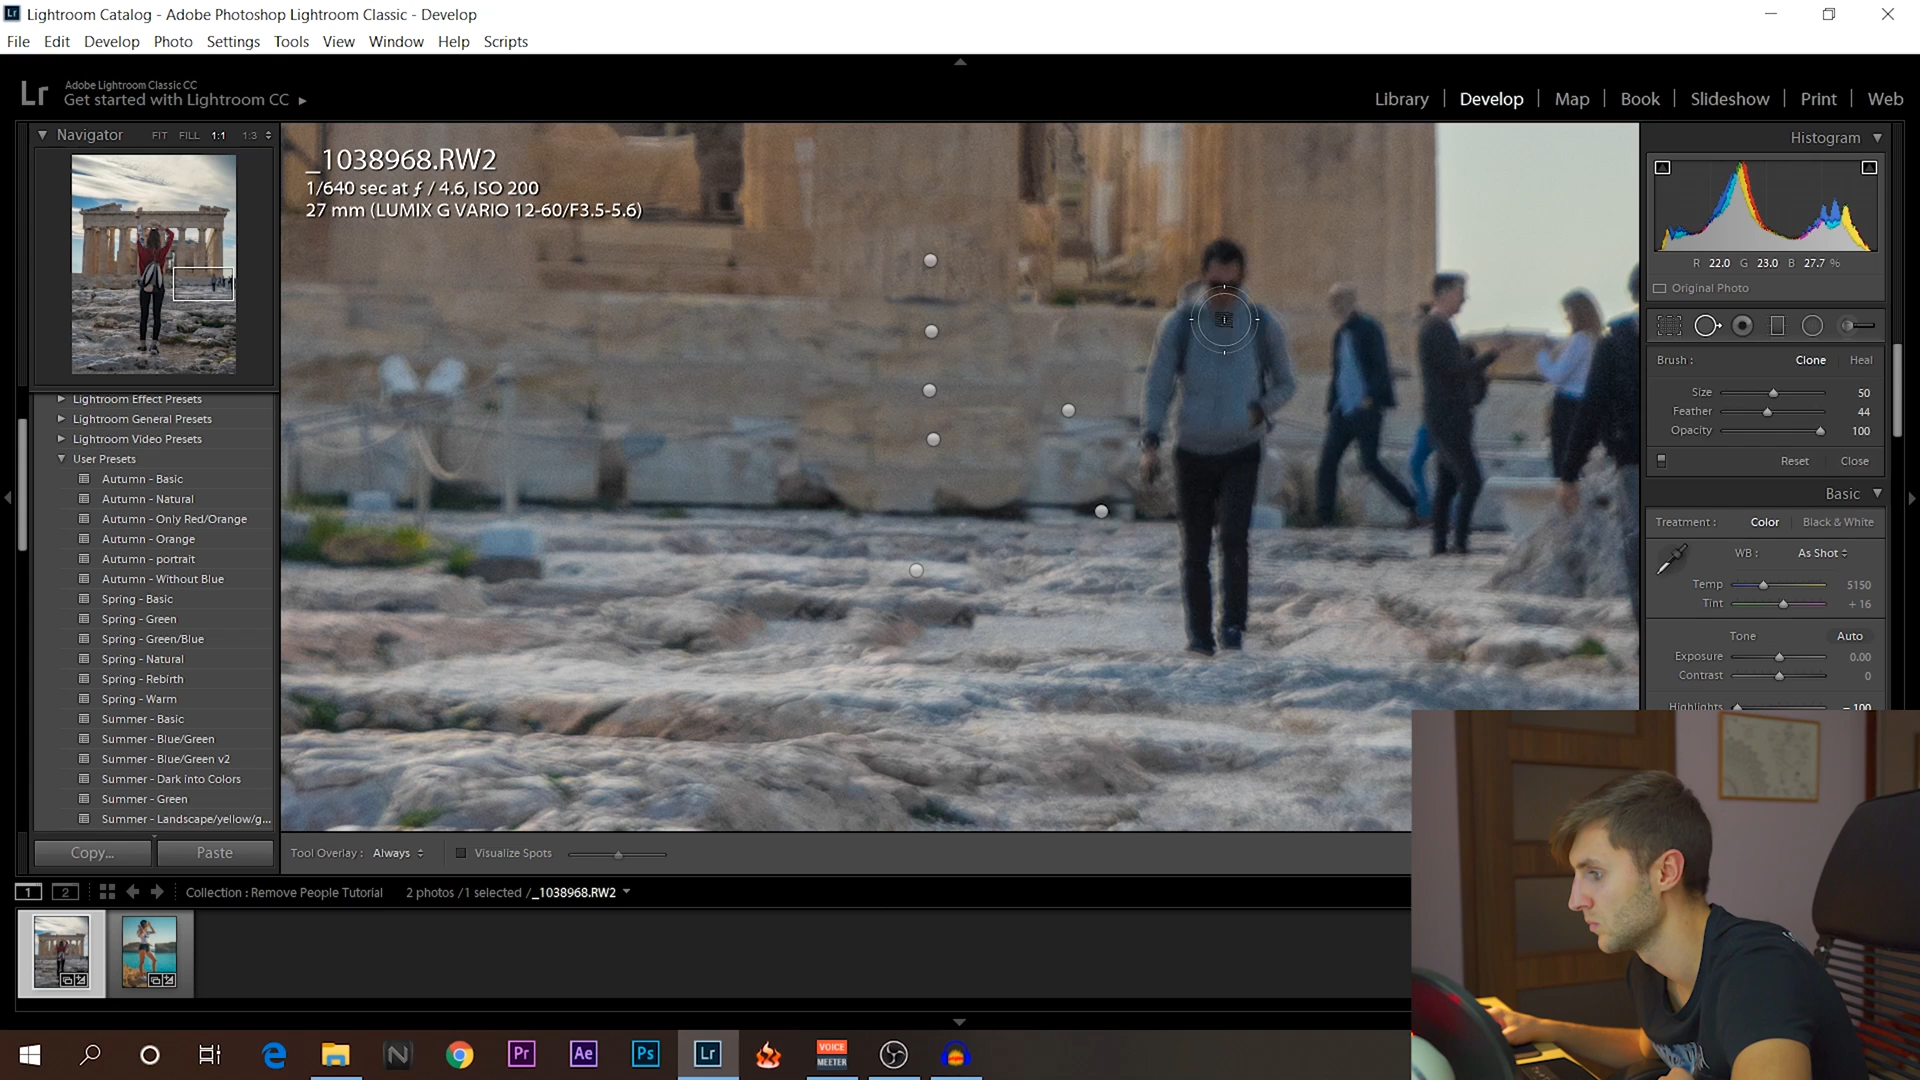 Lr Lightroom Catalog - Adobe Photoshop Lightroom Classic - Develop
File Edit Develop Photo Settings Tools View Window Help Scripts
Lr Adobe Lightroom Classic CC
Get started with Lightroom CC
Library Develop Map Book Slideshow Print Web
Navigator FIT FILL 1:1 1:3
Histogram
_1038968.RW2
1/640 sec at ƒ / 4.6, ISO 200
27 mm (LUMIX G VARIO 12-60/F3.5-5.6)
R 22.0 G 23.0 B 27.7 %
Original Photo
Brush : Clone Heal
Size 50
Feather 44
Opacity 100
Reset Close
Basic
Treatment : Color Black & White
WB : As Shot
Temp 5150
Tint + 16
Tone Auto
Exposure 0.00
Contrast 0
Highlights - 100
Lightroom Effect Presets
Lightroom General Presets
Lightroom Video Presets
User Presets
Autumn - Basic
Autumn - Natural
Autumn - Only Red/Orange
Autumn - Orange
Autumn - portrait
Autumn - Without Blue
Spring - Basic
Spring - Green
Spring - Green/Blue
Spring - Natural
Spring - Rebirth
Spring - Warm
Summer - Basic
Summer - Blue/Green
Summer - Blue/Green v2
Summer - Dark into Colors
Summer - Green
Summer - Landscape/yellow/g...
Copy... Paste
Tool Overlay : Always Visualize Spots
1 2 Collection : Remove People Tutorial 2 photos /1 selected /_1038968.RW2
Pr Ae Ps Lr VOICE
MEETER